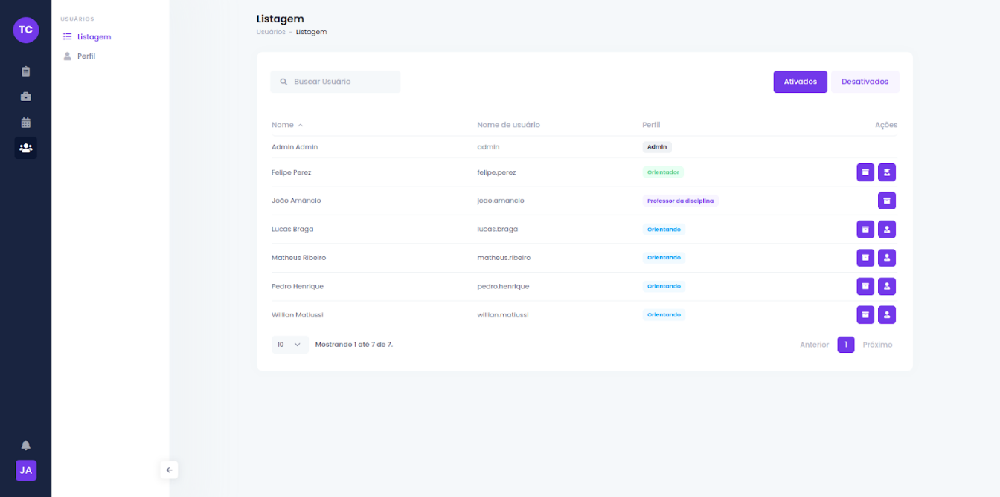 TC
USUÁRIOS
Listagem
Perfil
Listagem
Usuários - Listagem
Buscar Usuário
Ativados
Desativados
Nome
Nome de usuário
Perfil
Ações
Admin Admin
admin
Admin
Felipe Perez
felipe.perez
Orientador
João Amâncio
joao.amancio
Professor da disciplina
Lucas Braga
lucas.braga
Orientando
Matheus Ribeiro
matheus.ribeiro
Orientando
Pedro Henrique
pedro.henrique
Orientando
Willian Matiussi
willian.matiussi
Orientando
10
Mostrando 1 até 7 de 7.
Anterior
1
Próximo
JA